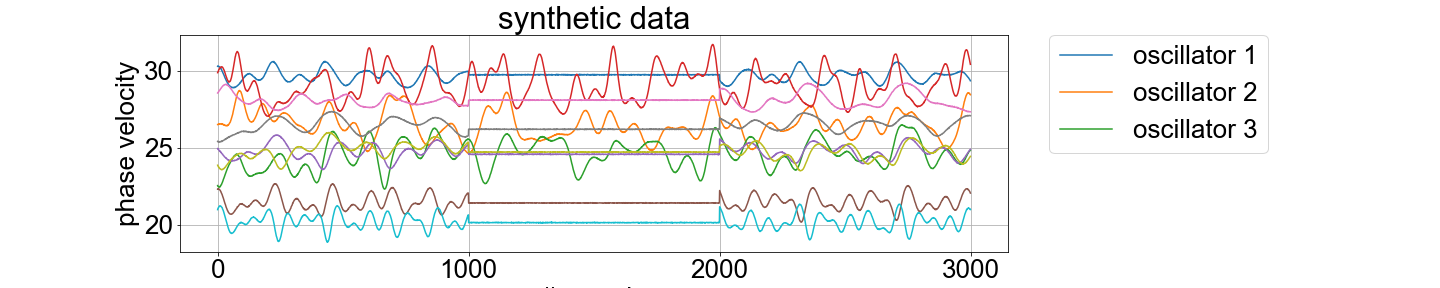 synthetic data
phase velocity
30
25
20
0 1000 2000 3000
oscillator 1
oscillator 2
oscillator 3